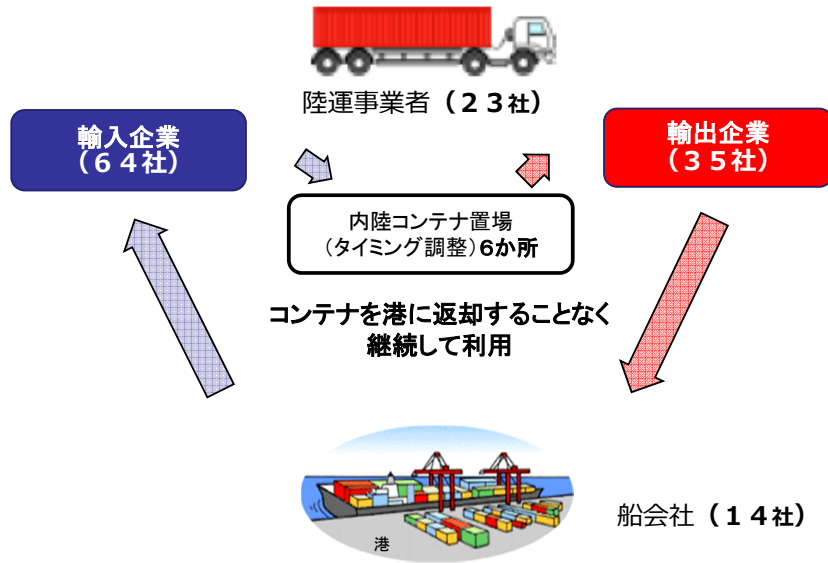 陸運事業者（２３社）
輸入企業
（６４社）
輸出企業
（３５社）
内陸コンテナ置場
（タイミング調整）６か所
コンテナを港に返却することなく
継続して利用
港
船会社（１４社）